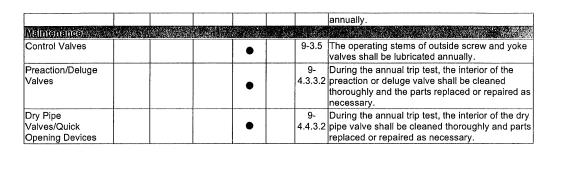 annually.
Maintenance
Control Valves ● 9-3.5 The operating stems of outside screw and yoke
valves shall be lubricated annually.
Preaction/Deluge 9- During the annual trip test, the interior of the
Valves ● 4.3.3.2 preaction or deluge valve shall be cleaned
thoroughly and the parts replaced or repaired as
necessary.
Dry Pipe 9- During the annual trip test, the interior of the dry
Valves/Quick ● 4.4.3.2 pipe valve shall be cleaned thoroughly and parts
Opening Devices replaced or repaired as necessary.